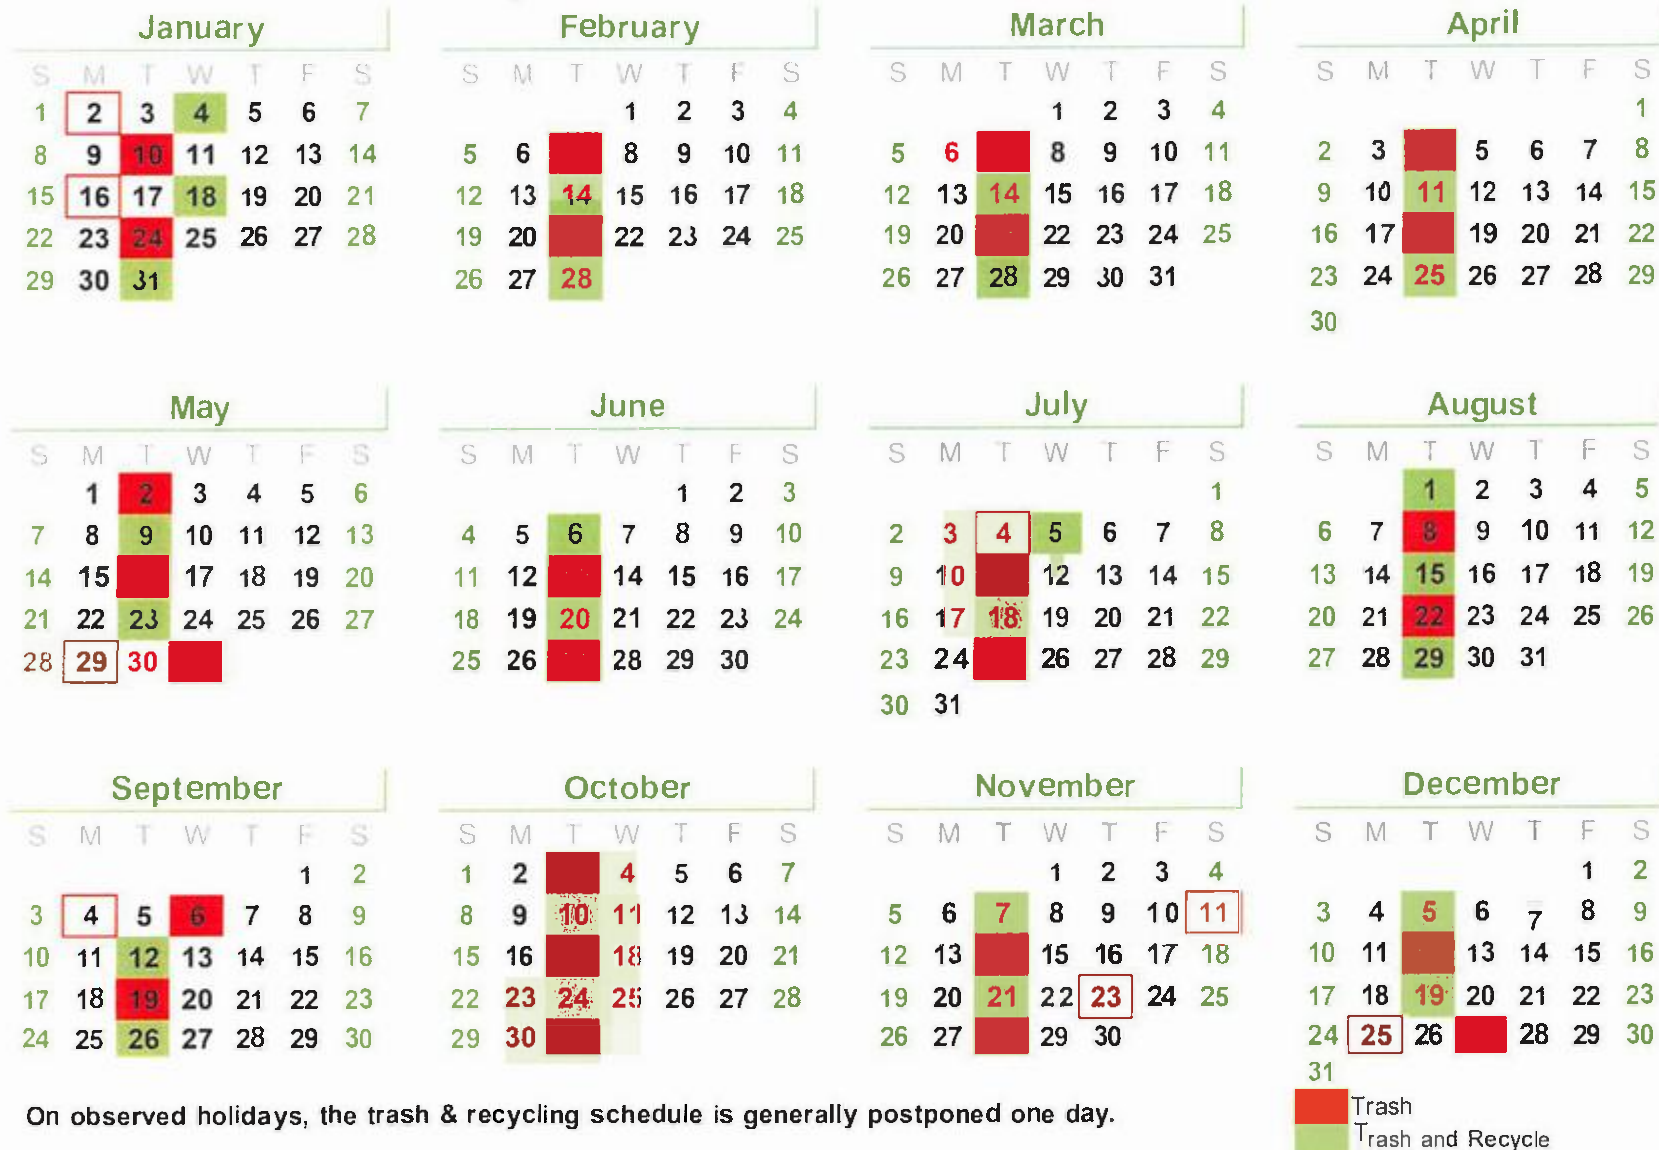 January
S M T W T F S
1 2 3 4 5 6 7
8 9 10 11 12 13 14
15 16 17 18 19 20 21
22 23 24 25 26 27 28
29 30 31
February
S M T W T F S
1 2 3 4
5 6 8 9 10 11
12 13 14 15 16 17 18
19 20 22 23 24 25
26 27 28
March
S M T W T F S
1 2 3 4
5 6 8 9 10 11
12 13 14 15 16 17 18
19 20 22 23 24 25
26 27 28 29 30 31
April
S M T W T F S
1
2 3 5 6 7 8
9 10 11 12 13 14 15
16 17 19 20 21 22
23 24 25 26 27 28 29
30
May
S M T W T F S
1 2 3 4 5 6
7 8 9 10 11 12 13
14 15 17 18 19 20
21 22 23 24 25 26 27
28 29 30
June
S M T W T F S
1 2 3
4 5 6 7 8 9 10
11 12 14 15 16 17
18 19 20 21 22 23 24
25 26 28 29 30
July
S M T W T F S
1
2 3 4 5 6 7 8
9 10 12 13 14 15
16 17 18 19 20 21 22
23 24 26 27 28 29
30 31
August
S M T W T F S
1 2 3 4 5
6 7 8 9 10 11 12
13 14 15 16 17 18 19
20 21 22 23 24 25 26
27 28 29 30 31
September
S M T W T F S
1 2
3 4 5 6 7 8 9
10 11 12 13 14 15 16
17 18 19 20 21 22 23
24 25 26 27 28 29 30
October
S M T W T F S
1 2 4 5 6 7
8 9 10 11 12 13 14
15 16 18 19 20 21
22 23 24 25 26 27 28
29 30
November
S M T W T F S
1 2 3 4
5 6 7 8 9 10 11
12 13 15 16 17 18
19 20 21 22 23 24 25
26 27 29 30
December
S M T W T F S
1 2
3 4 5 6 7 8 9
10 11 13 14 15 16
17 18 19 20 21 22 23
24 25 26 28 29 30
31
On observed holidays, the trash & recycling schedule is generally postponed one day.
Trash
Trash and Recycle